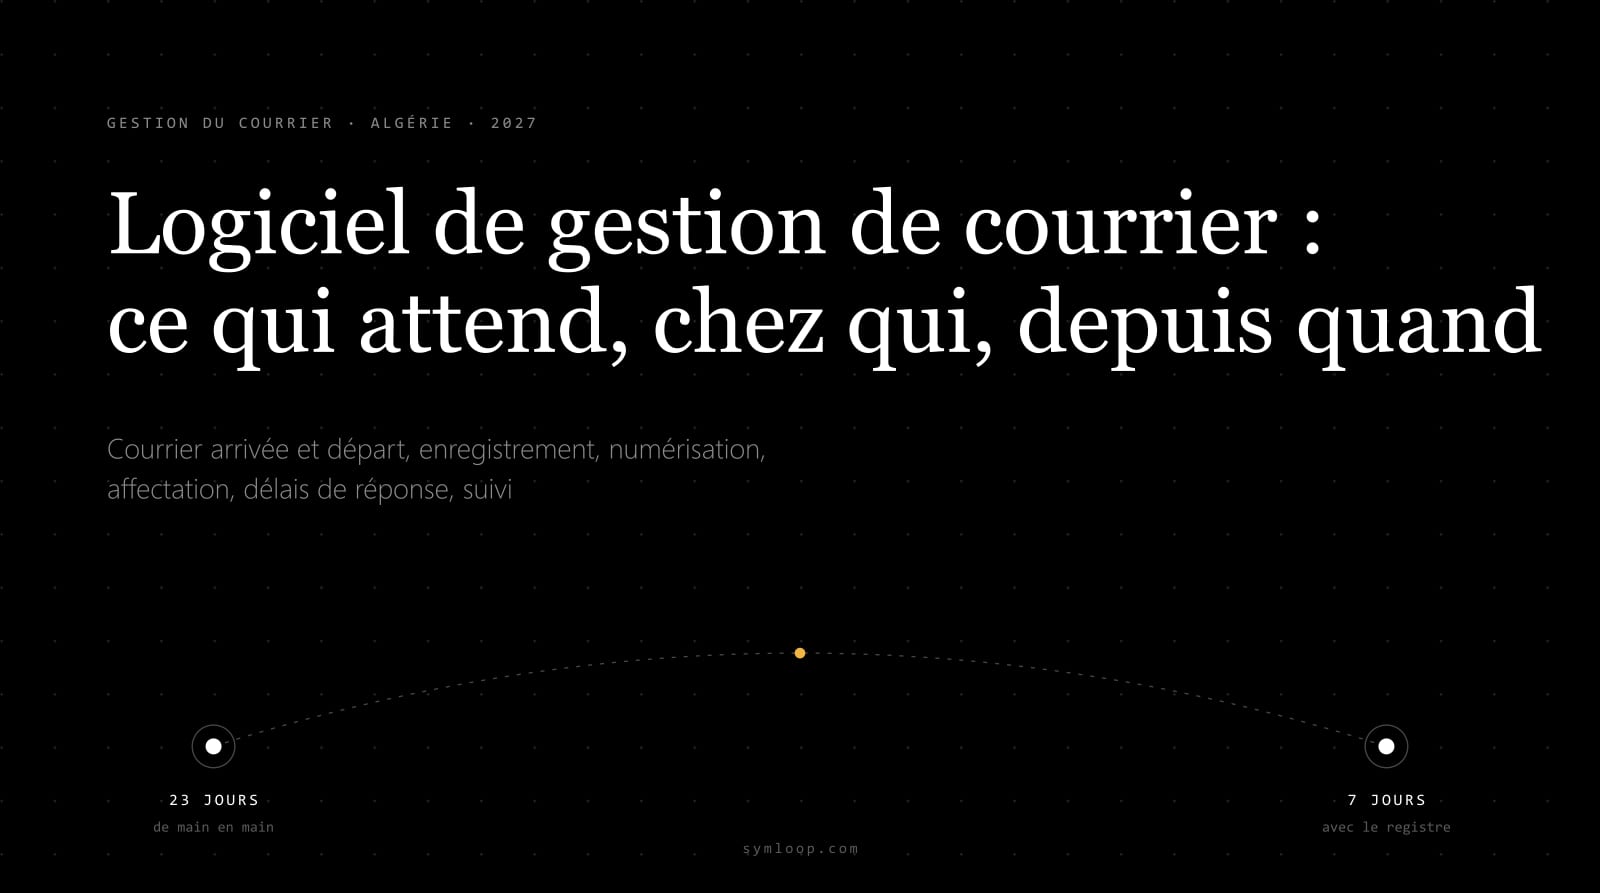 GESTION DU COURRIER · ALGÉRIE · 2027
Logiciel de gestion de courrier :
ce qui attend, chez qui, depuis quand
Courrier arrivée et départ, enregistrement, numérisation,
affectation, délais de réponse, suivi
23 JOURS
de main en main
7 JOURS
avec le registre
symloop.com